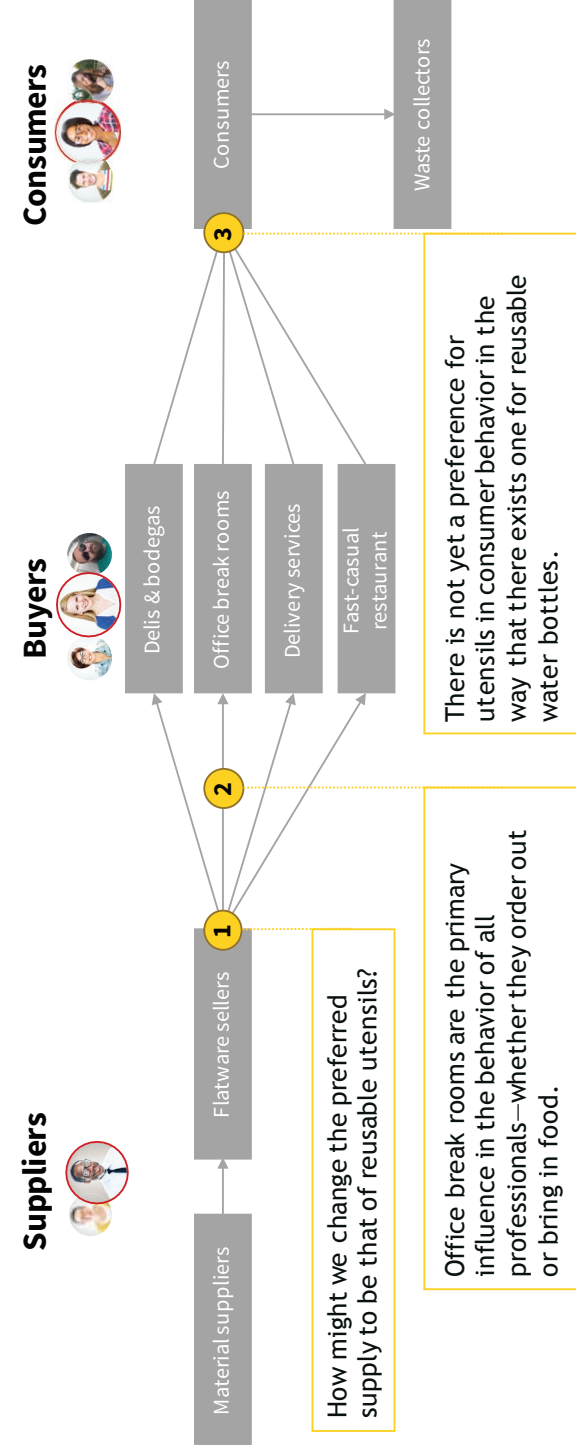 Suppliers
Buyers
Consumers
Material suppliers
Flatware sellers
1
2
Delis & bodegas
Office break rooms
Delivery services
Fast-casual
restaurant
3
Consumers
Waste collectors
How might we change the preferred
supply to be that of reusable utensils?
Office break rooms are the primary
influence in the behavior of all
professionals—whether they order out
or bring in food.
There is not yet a preference for
utensils in consumer behavior in the
way that there exists one for reusable
water bottles.